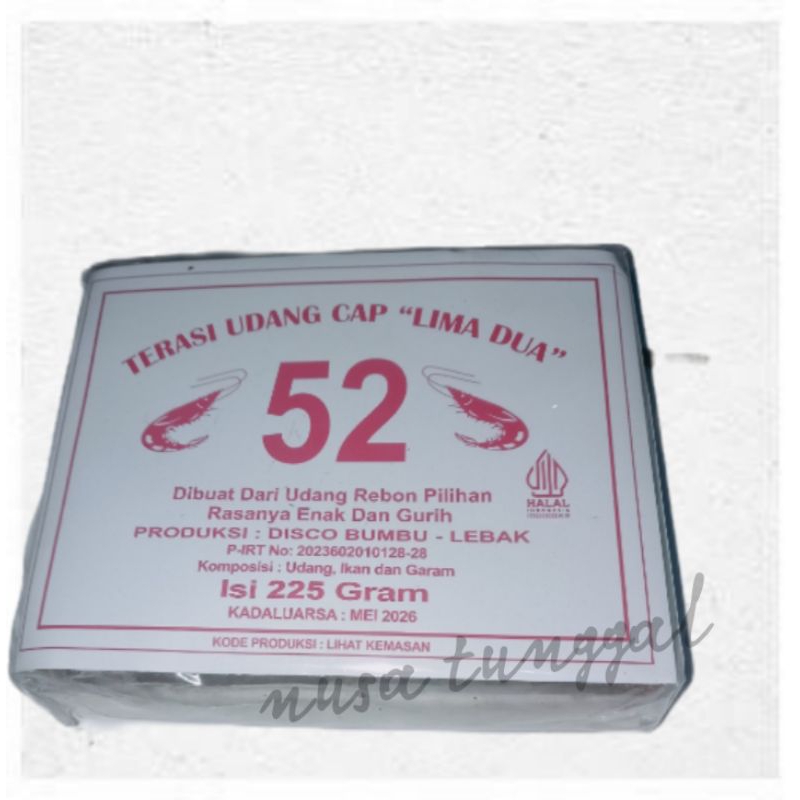 TERASI UDANG CAP “LIMA DUA”
52
Dibuat Dari Udang Rebon Pilihan
Rasanya Enak Dan Gurih
HALAL
INDONESIA
PRODUKSI : DISCO BUMBU - LEBAK
P-IRT No: 2023602010128-28
Komposisi : Udang, Ikan dan Garam
Isi 225 Gram
KADALUARSA : MEI 2026
KODE PRODUKSI : LIHAT KEMASAN
nusa tunggal